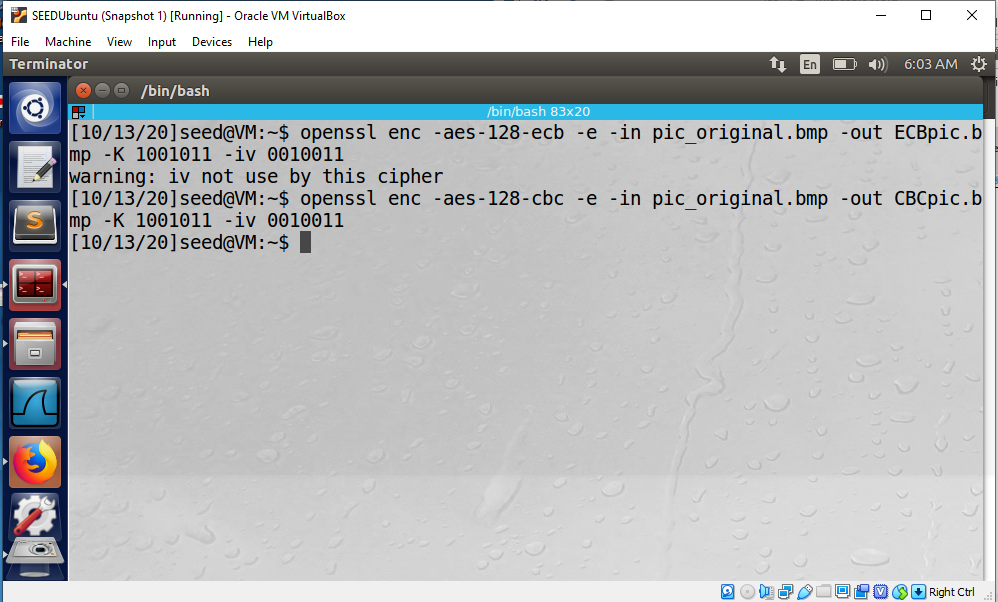 SEEDUbuntu (Snapshot 1) [Running] - Oracle VM VirtualBox
File Machine View Input Devices Help
Terminator En 6:03 AM
/bin/bash
/bin/bash 83x20
[10/13/20]seed@VM:~$ openssl enc -aes-128-ecb -e -in pic_original.bmp -out ECBpic.b
mp -K 1001011 -iv 0010011
warning: iv not use by this cipher
[10/13/20]seed@VM:~$ openssl enc -aes-128-cbc -e -in pic_original.bmp -out CBCpic.b
mp -K 1001011 -iv 0010011
[10/13/20]seed@VM:~$
Right Ctrl